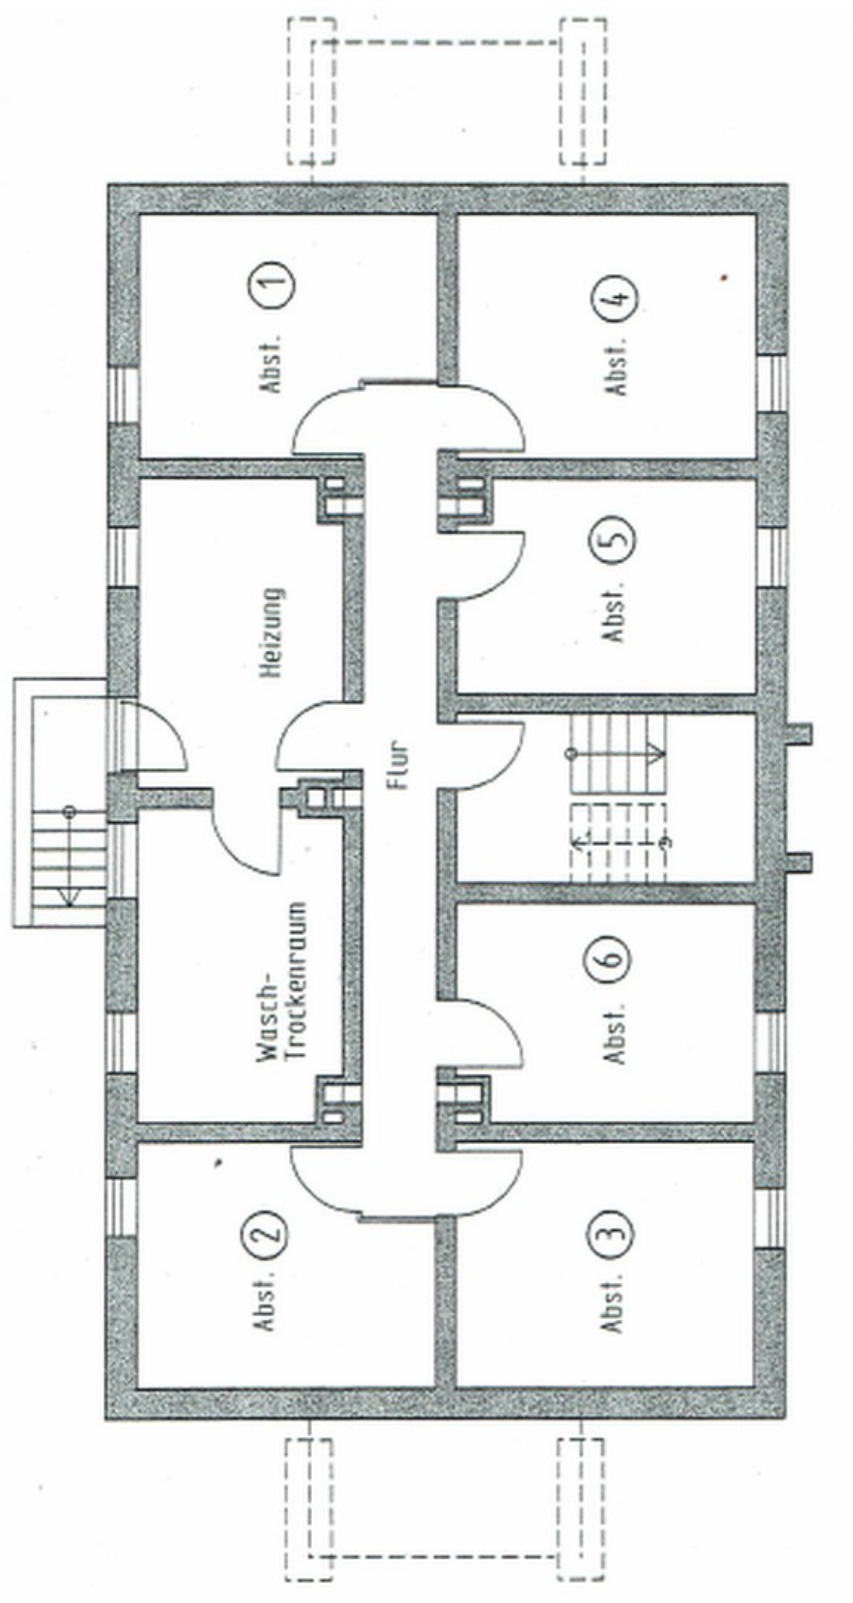 Abst. 1
Abst. 4
Heizung
Abst. 5
Flur
Wasch-
Trockenraum
Abst. 6
Abst. 2
Abst. 3